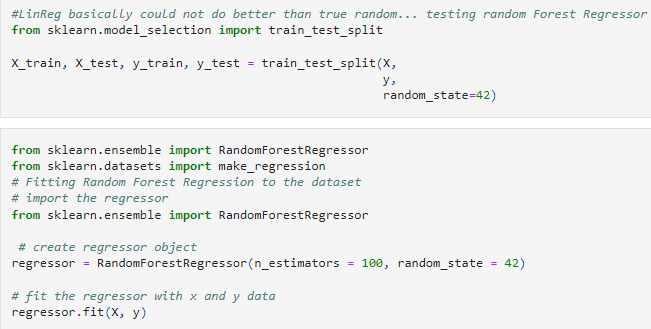 #LinReg basically could not do better than true random... testing random Forest Regressor
from sklearn.model_selection import train_test_split
X_train, X_test, y_train, y_test = train_test_split(X,
y,
random_state=42)
from sklearn.ensemble import RandomForestRegressor
from sklearn.datasets import make_regression
# Fitting Random Forest Regression to the dataset
# import the regressor
from sklearn.ensemble import RandomForestRegressor
# create regressor object
regressor = RandomForestRegressor(n_estimators = 100, random_state = 42)
# fit the regressor with x and y data
regressor.fit(X, y)